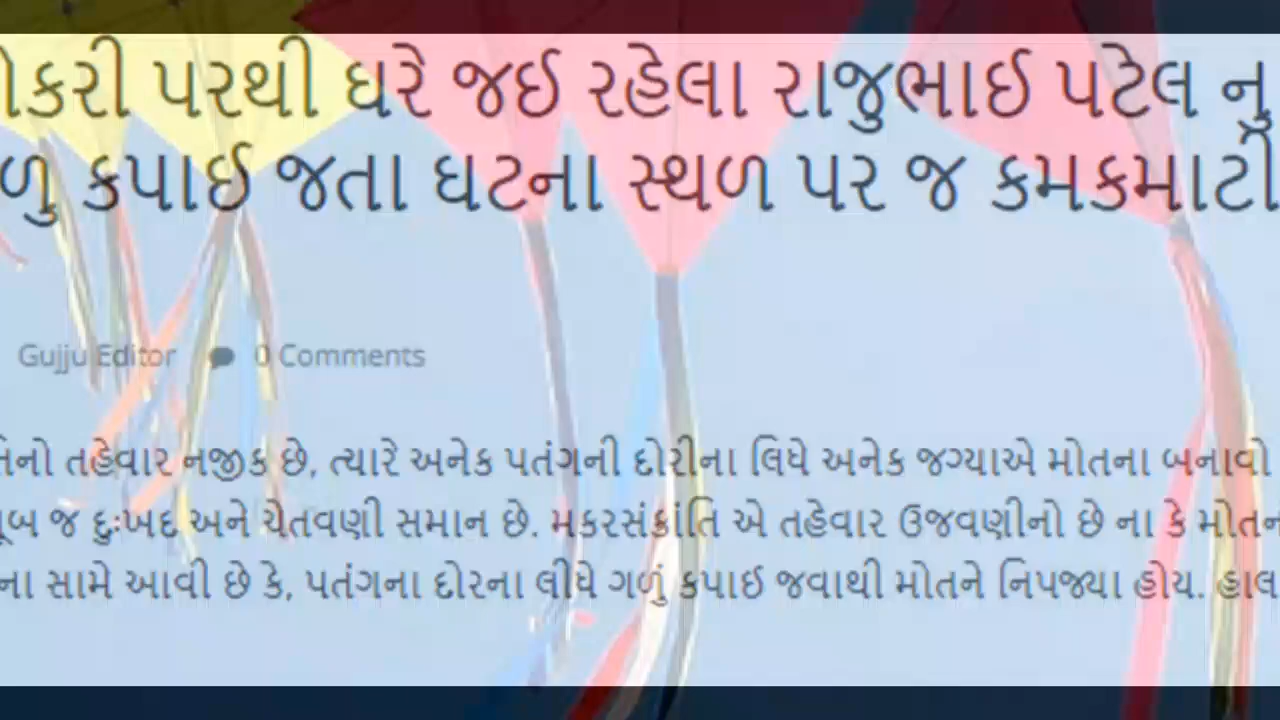 ોકરી પરથી ઘરે જઈ રહેલા રાજુભાઈ પટેલ નુ
ળુ કપાઈ જતા ઘટના સ્થળ પર જ કમકમાટી
Gujju Editor 0 Comments
તિનો તહેવાર નજીક છે, ત્યારે અનેક પતંગની દોરીના લિધે અનેક જગ્યાએ મોતના બનાવો
ૂબ જ દુઃખદ અને ચેતવણી સમાન છે. મકરસંક્રાંતિ એ તહેવાર ઉજવણીનો છે ના કે મોતન
ના સામે આવી છે કે, પતંગના દોરના લીધે ગળું કપાઇ જવાથી મોતને નિપજ્યા હોય. હાલ